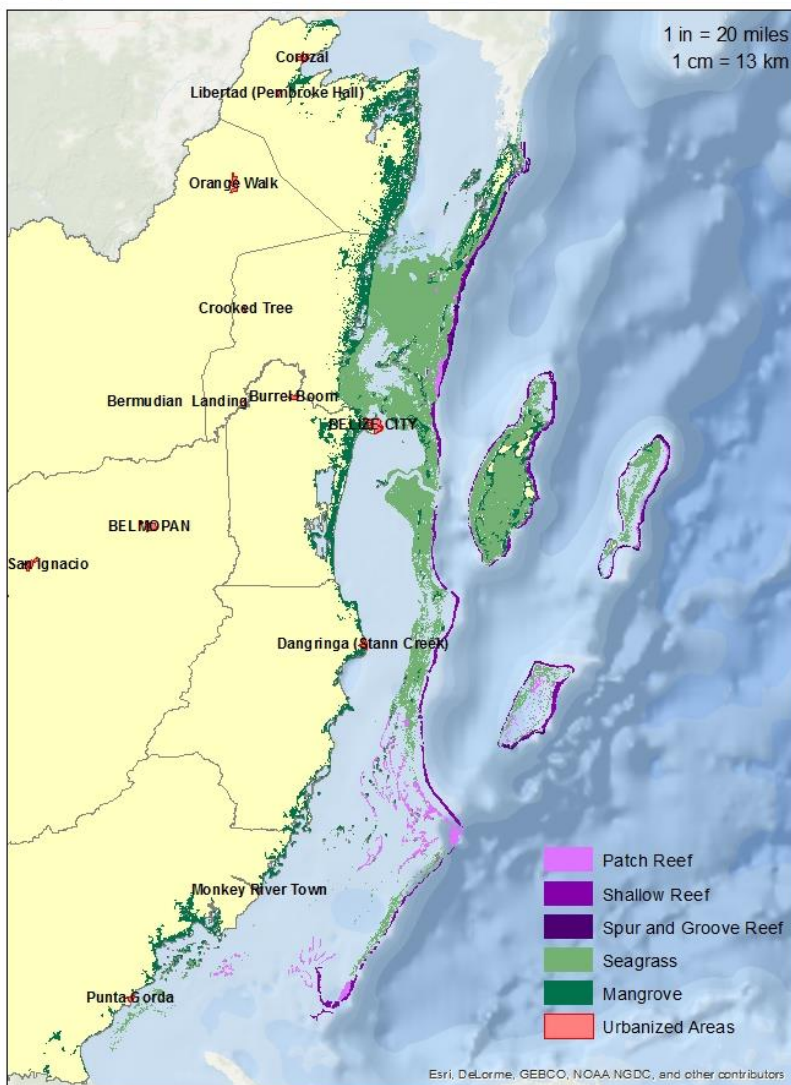 1 in = 20 miles
1 cm = 13 km
Corozal
Libertad (Pembroke Hall)
Orange Walk
Crooked Tree
Bermudian Landing
Burrel Boom
BELIZE CITY
BELMOPAN
San Ignacio
Dangringa (Stann Creek)
Monkey River Town
Punta Gorda
Patch Reef
Shallow Reef
Spur and Groove Reef
Seagrass
Mangrove
Urbanized Areas
Esri, DeLorme, GEBCO, NOAA NGDC, and other contributors